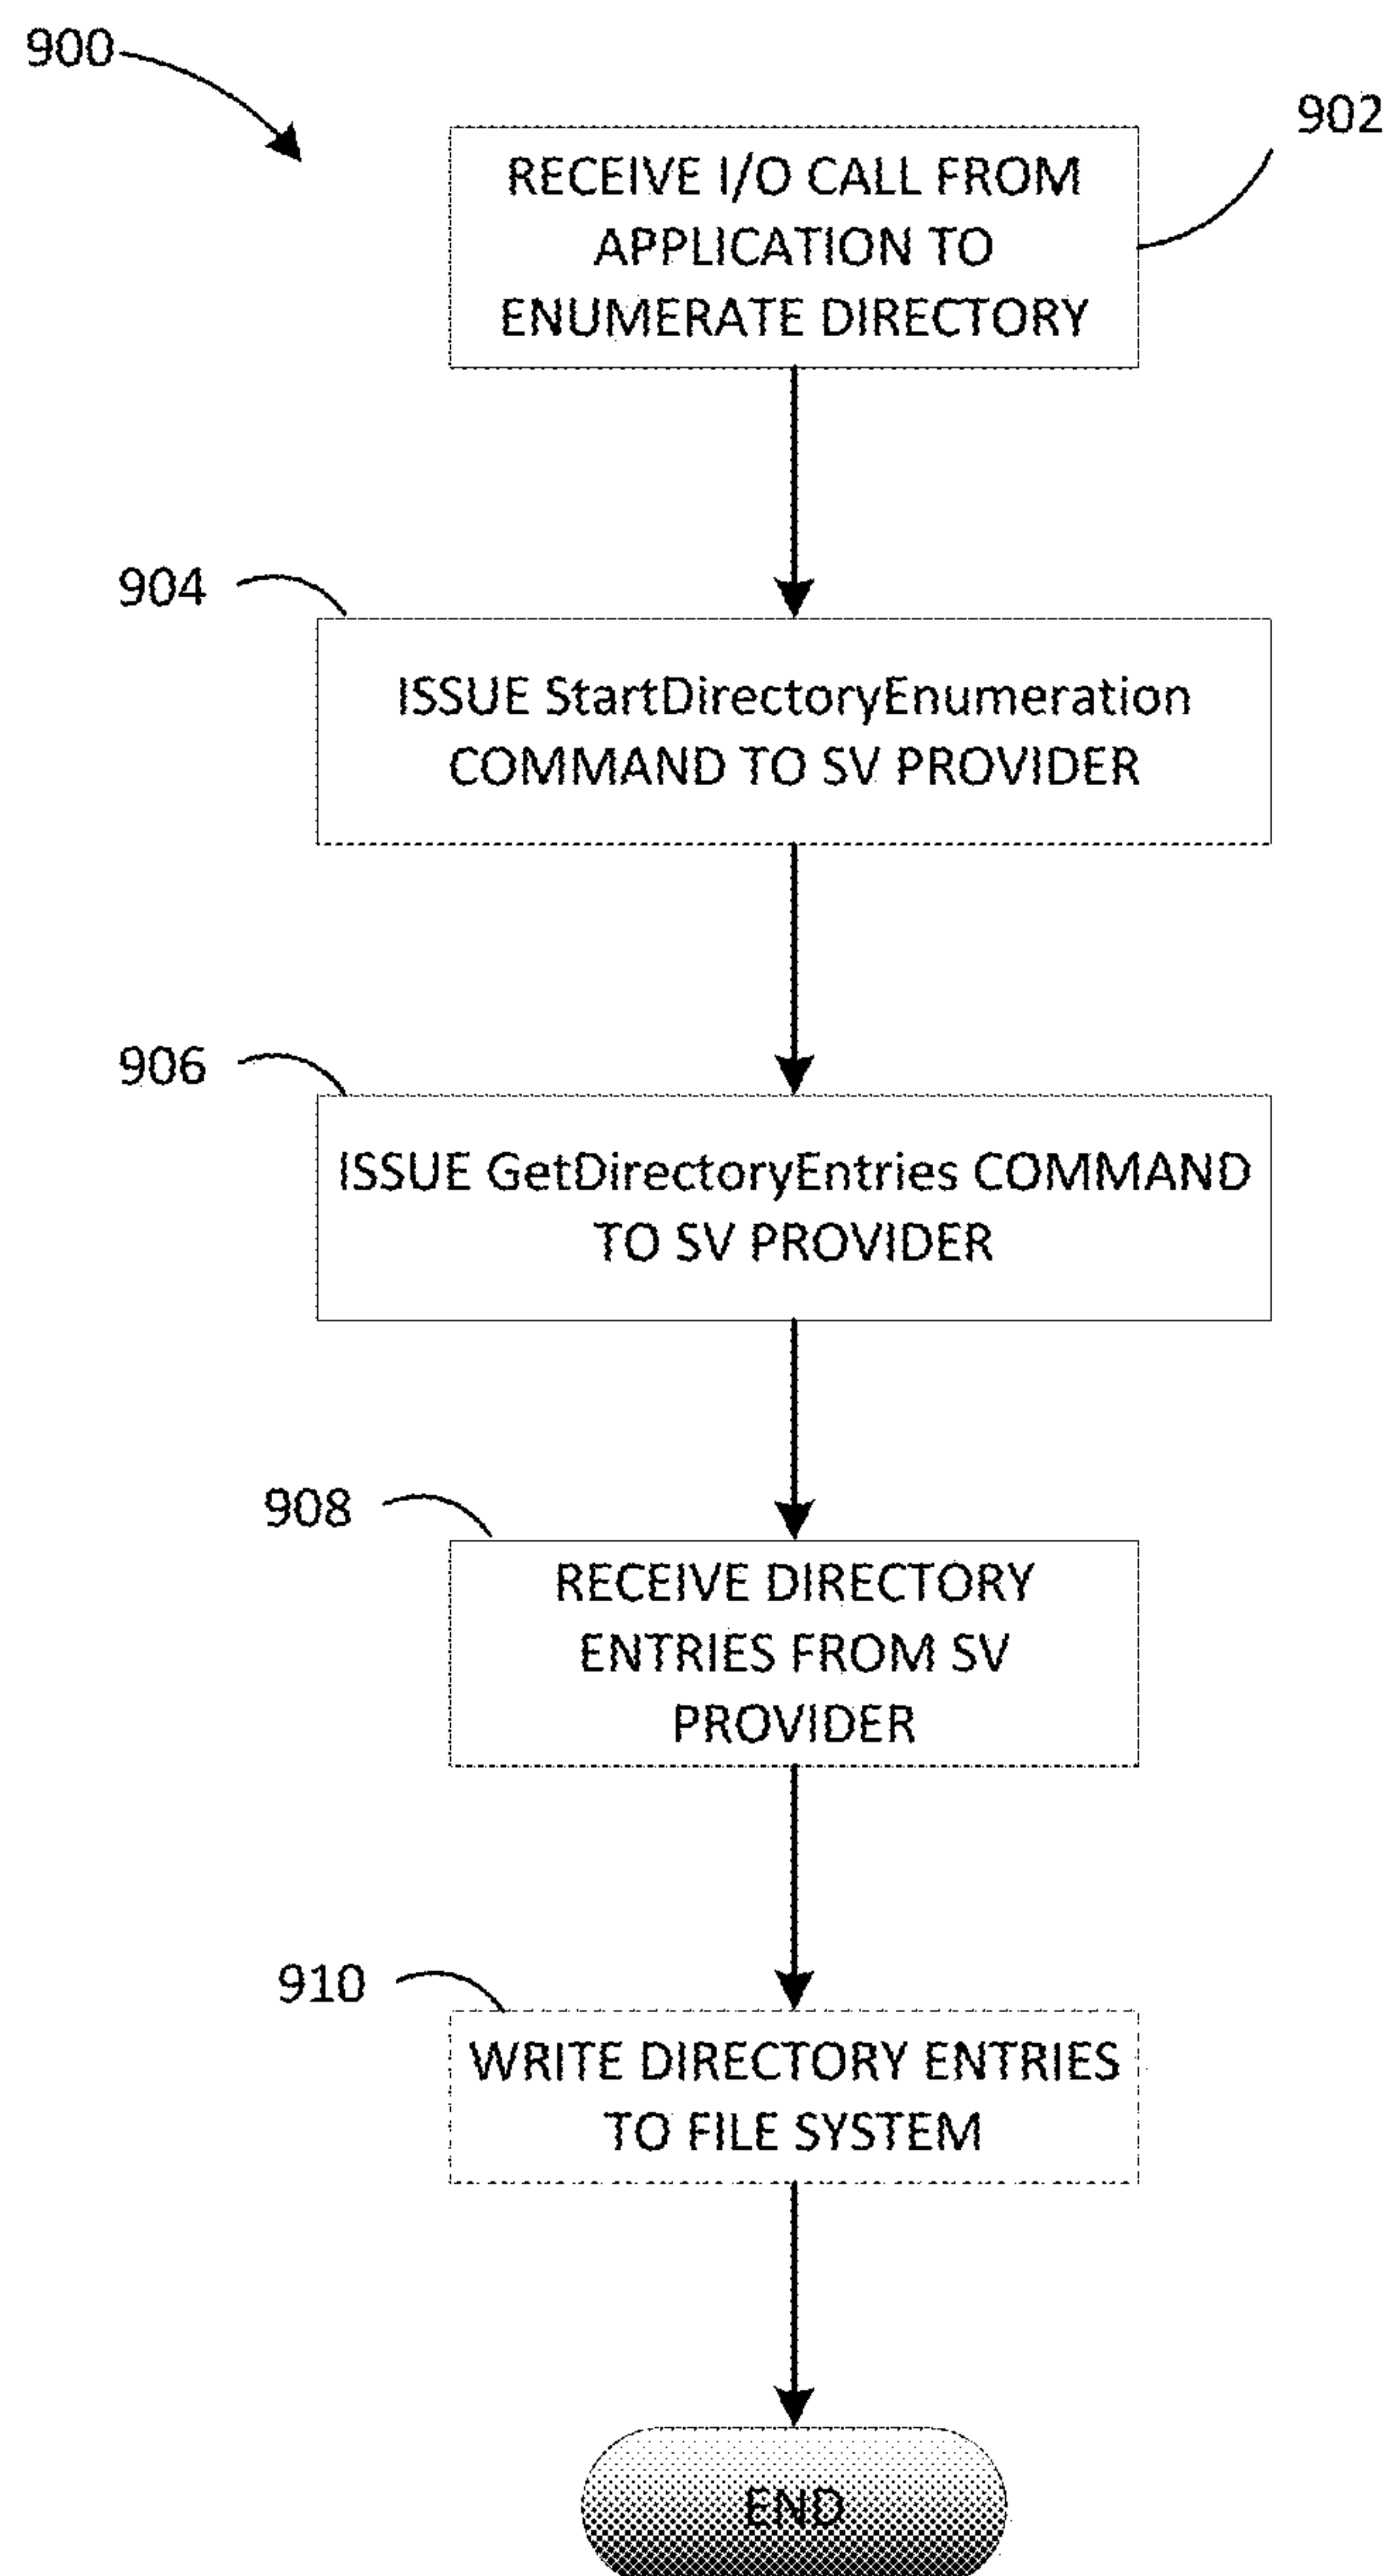 900
902
RECEIVE I/O CALL FROM
APPLICATION TO
ENUMERATE DIRECTORY
904
ISSUE StartDirectoryEnumeration
COMMAND TO SV PROVIDER
906
ISSUE GetDirectoryEntries COMMAND
TO SV PROVIDER
908
RECEIVE DIRECTORY
ENTRIES FROM SV
PROVIDER
910
WRITE DIRECTORY ENTRIES
TO FILE SYSTEM
END